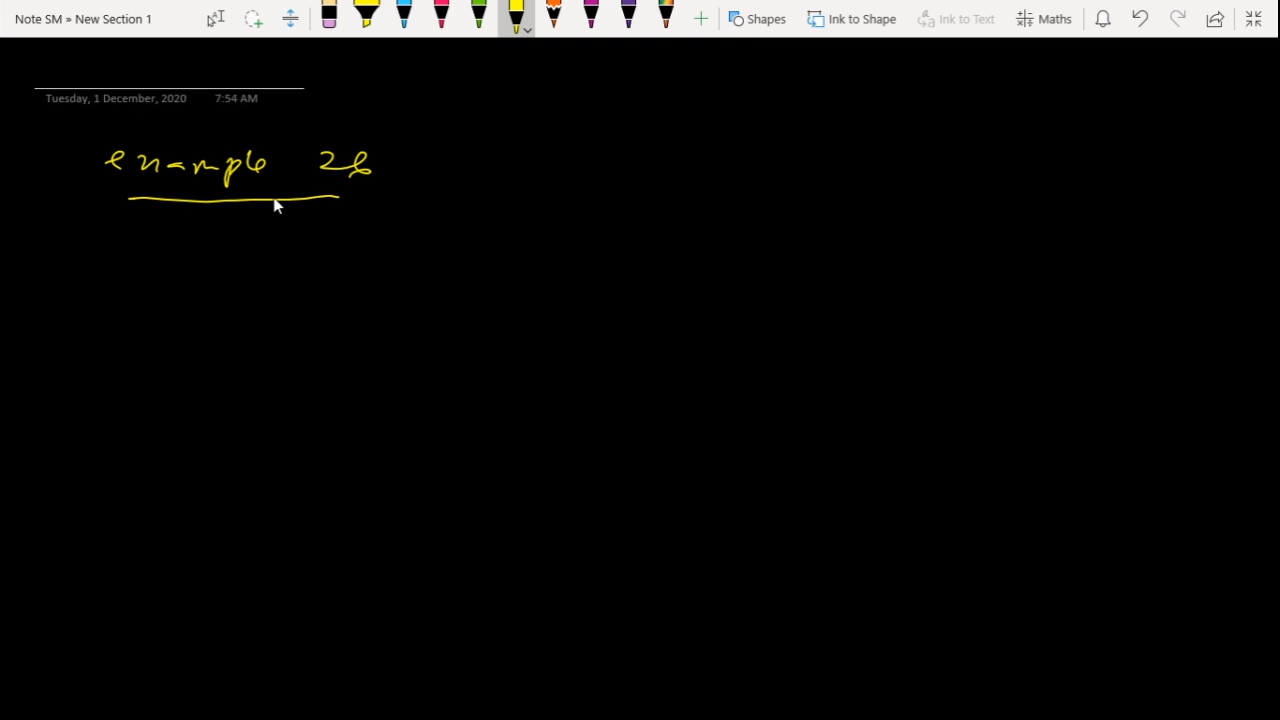 Note SM » New Section 1
Shapes
Ink to Shape
Ink to Text
Maths
Tuesday, 1 December, 2020 7:54 AM
example